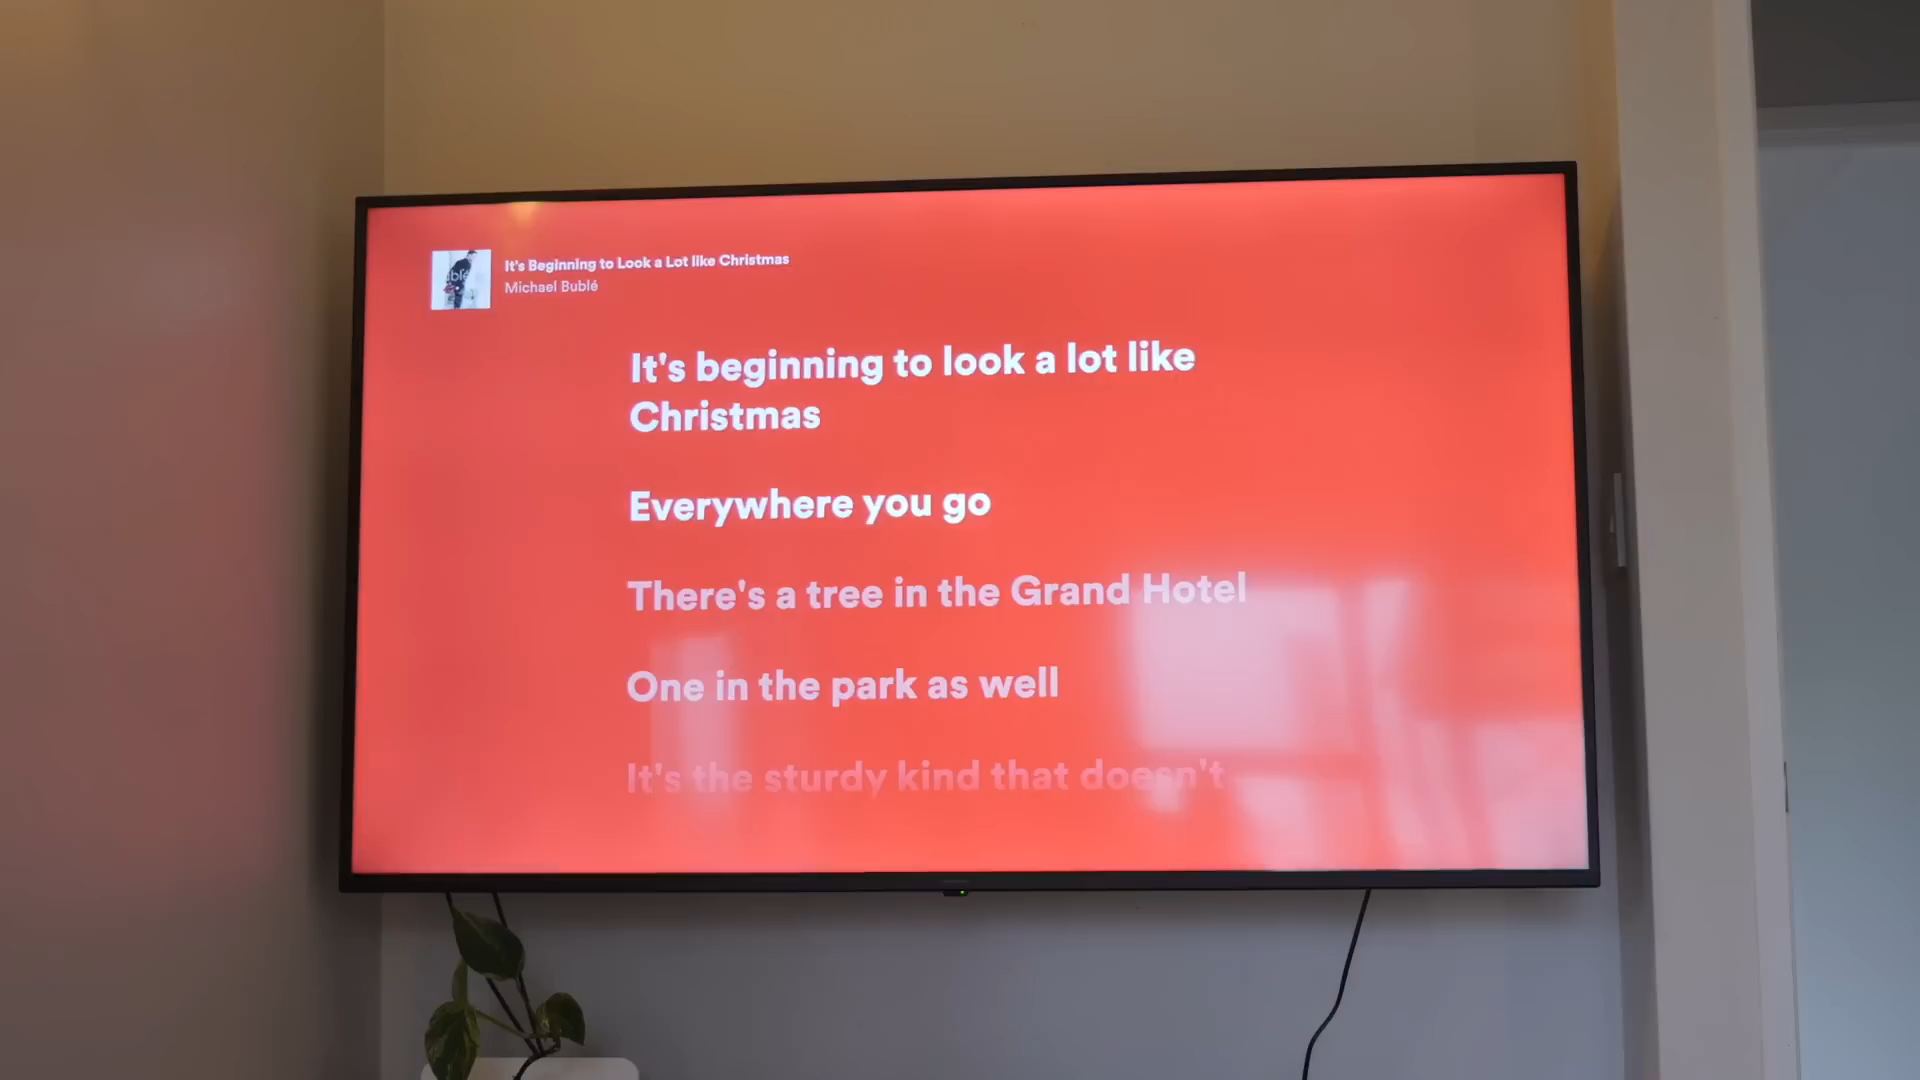 It's Beginning to Look a Lot like Christmas
Michael Bublé
It's beginning to look a lot like
Christmas
Everywhere you go
There's a tree in the Grand Hotel
One in the park as well
It's the sturdy kind that doesn't